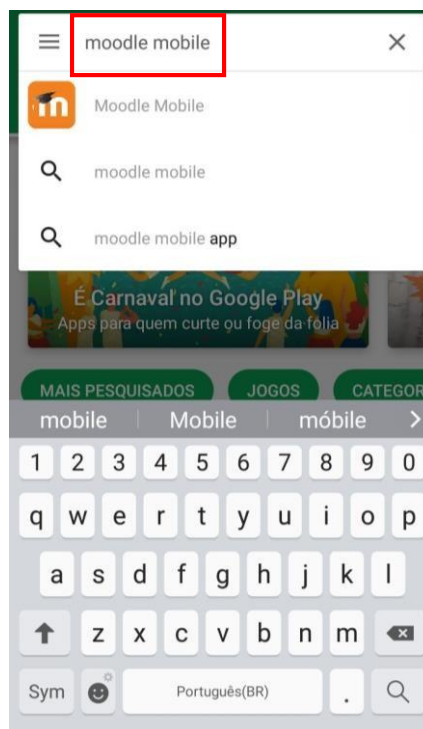 moodle mobile
m
Moodle Mobile
moodle mobile
moodle mobile app
É Carnaval no Google Play
Apps para quem curte ou foge da folia
MAIS PESQUISADOS JOGOS CATEGOR
mobile Mobile móbile
1 2 3 4 5 6 7 8 9 0
q w e r t y u i o p
a s d f g h j k l
z x c v b n m
Sym Português(BR) .